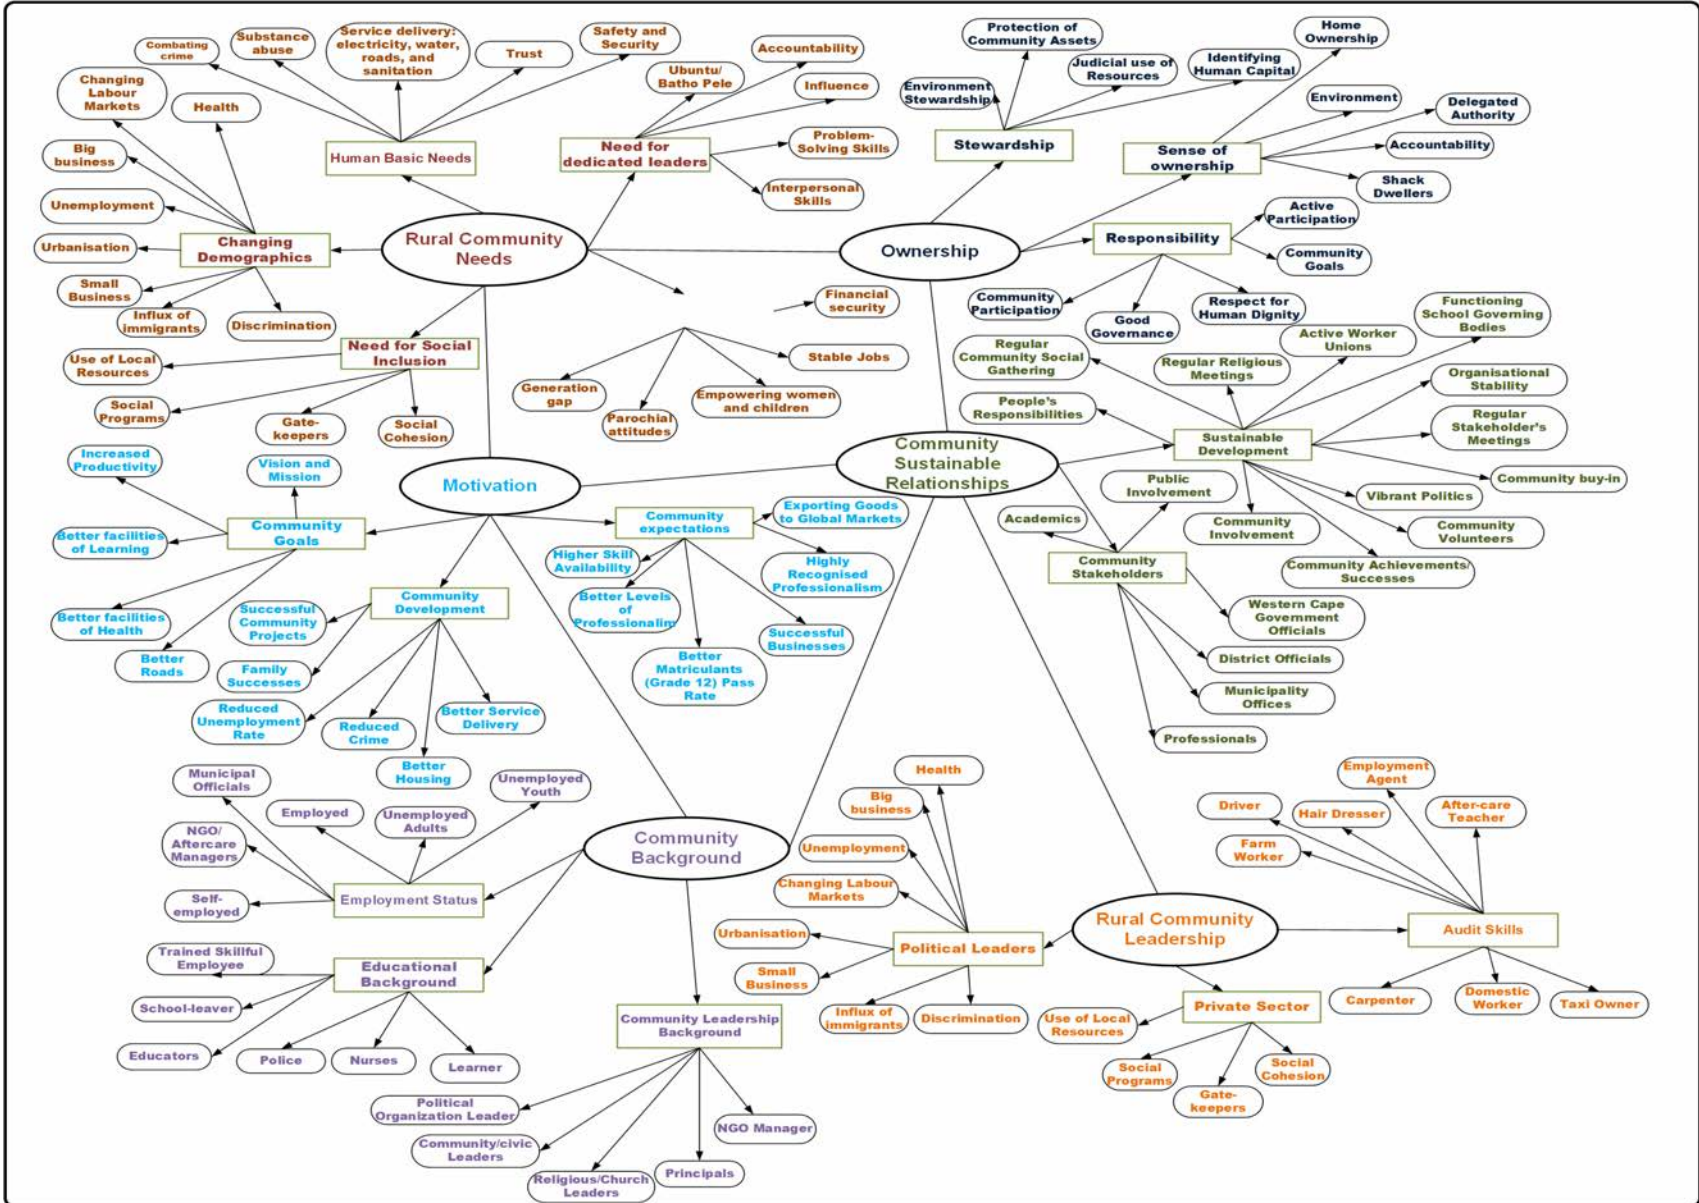 Combating
crime
Substance
abuse
Service delivery:
electricity, water,
roads, and
sanitation
Trust
Safety and
Security
Changing
Labour
Markets
Health
Big
business
Human Basic Needs
Unemployment
Urbanisation
Changing
Demographics
Small
Business
Influx of
immigrants
Discrimination
Rural Community
Needs
Ubuntu/
Batho Pele
Accountability
Influence
Need for
dedicated leaders
Problem-
Solving Skills
Interpersonal
Skills
Need for Social
Inclusion
Use of Local
Resources
Social
Programs
Gate-
keepers
Social
Cohesion
Financial
security
Stable Jobs
Generation
gap
Parochial
attitudes
Empowering women
and children
Protection of
Community Assets
Environment
Stewardship
Judicial use of
Resources
Identifying
Human Capital
Stewardship
Home
Ownership
Environment
Delegated
Authority
Sense of
ownership
Accountability
Shack
Dwellers
Ownership
Responsibility
Active
Participation
Community
Goals
Community
Participation
Good
Governance
Respect for
Human Dignity
Community
Sustainable
Relationships
Regular
Community Social
Gathering
Regular Religious
Meetings
Active Worker
Unions
Functioning
School Governing
Bodies
People's
Responsibilities
Sustainable
Development
Organisational
Stability
Regular
Stakeholder's
Meetings
Community buy-in
Vibrant Politics
Community
Volunteers
Community
Involvement
Community Achievements/
Successes
Public
Involvement
Academics
Community
Stakeholders
Western Cape
Government
Officials
District Officials
Municipality
Offices
Professionals
Motivation
Increased
Productivity
Vision and
Mission
Community
Goals
Better facilities
of Learning
Better facilities
of Health
Better
Roads
Community
Development
Successful
Community
Projects
Family
Successes
Reduced
Unemployment
Rate
Reduced
Crime
Better
Housing
Better Service
Delivery
Community
expectations
Exporting Goods
to Global Markets
Higher Skill
Availability
Highly
Recognised
Professionalism
Better Levels
of
Professionalim
Better
Matriculants
(Grade 12) Pass
Rate
Successful
Businesses
Community
Background
Municipal
Officials
Employed
Unemployed
Adults
Unemployed
Youth
NGO/
Aftercare
Managers
Self-
employed
Employment Status
Trained Skillful
Employee
Educational
Background
School-leaver
Educators
Police
Nurses
Learner
Community Leadership
Background
Political
Organization Leader
Community/civic
Leaders
Religious/Church
Leaders
Principals
NGO Manager
Rural Community
Leadership
Health
Big
business
Unemployment
Changing Labour
Markets
Urbanisation
Political Leaders
Small
Business
Influx of
immigrants
Discrimination
Private Sector
Use of Local
Resources
Social
Programs
Gate-
keepers
Social
Cohesion
Employment
Agent
Driver
Hair Dresser
After-care
Teacher
Farm
Worker
Audit Skills
Carpenter
Domestic
Worker
Taxi Owner